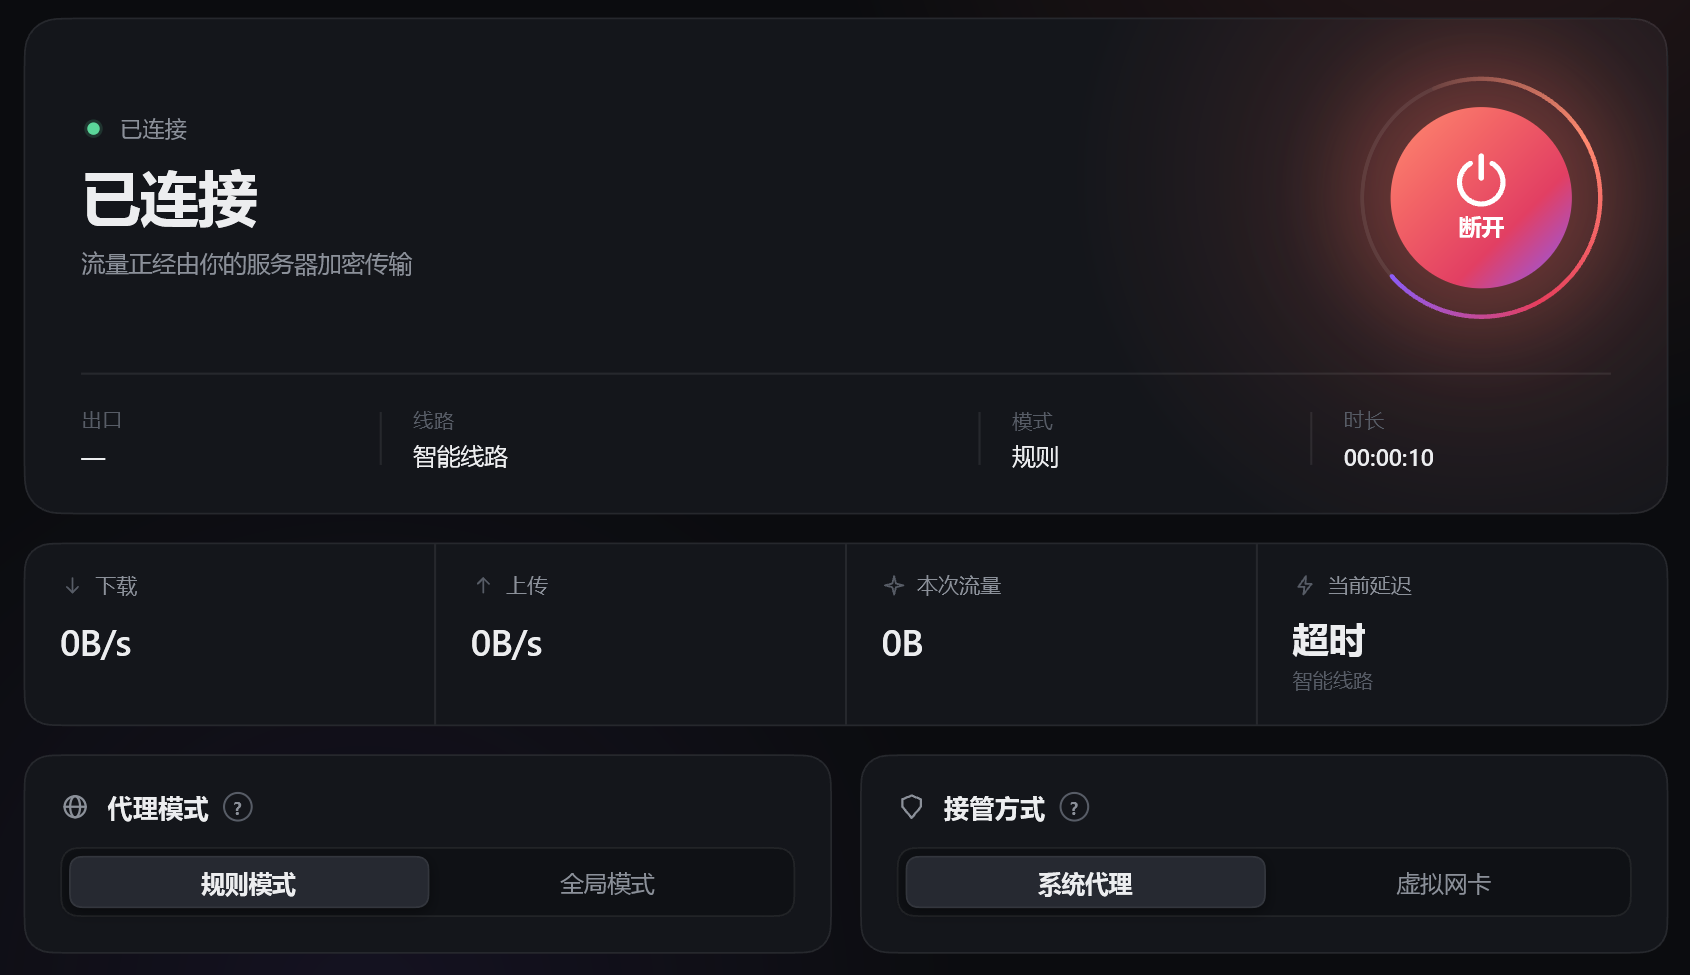 已连接
已连接
流量正经由你的服务器加密传输
断开
出口
—
线路
智能线路
模式
规则
时长
00:00:10
下载
0B/s
上传
0B/s
本次流量
0B
当前延迟
超时
智能线路
代理模式 ?
规则模式
全局模式
接管方式 ?
系统代理
虚拟网卡